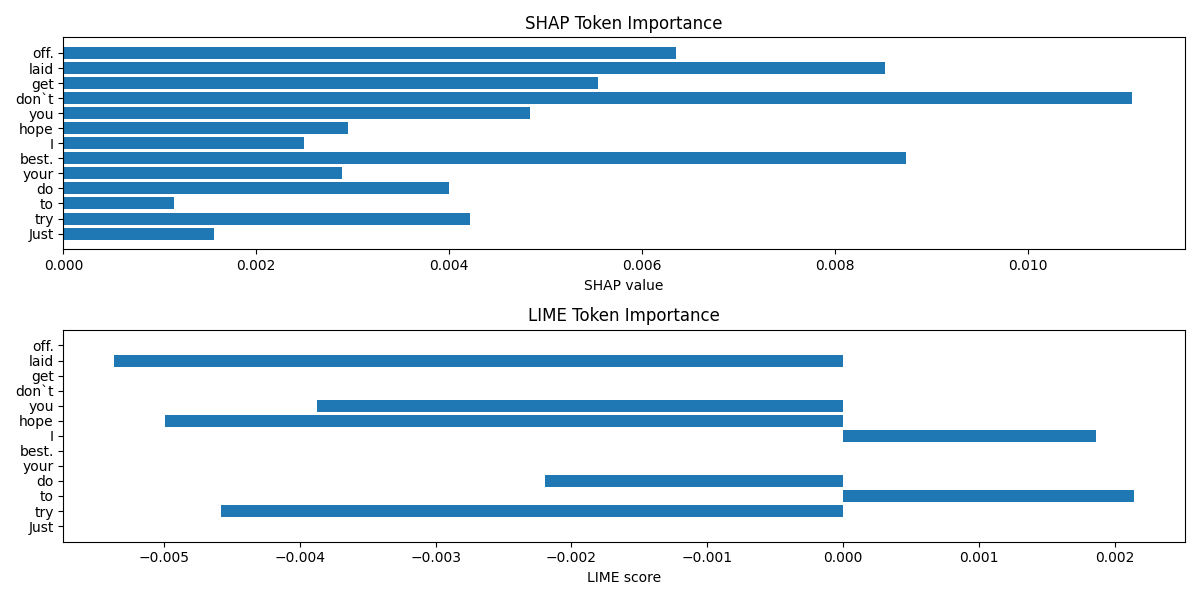 SHAP Token Importance
off.
laid
get
don`t
you
hope
I
best.
your
do
to
try
Just
0.000 0.002 0.004 0.006 0.008 0.010
SHAP value
LIME Token Importance
off.
laid
get
don`t
you
hope
I
best.
your
do
to
try
Just
−0.005 −0.004 −0.003 −0.002 −0.001 0.000 0.001 0.002
LIME score